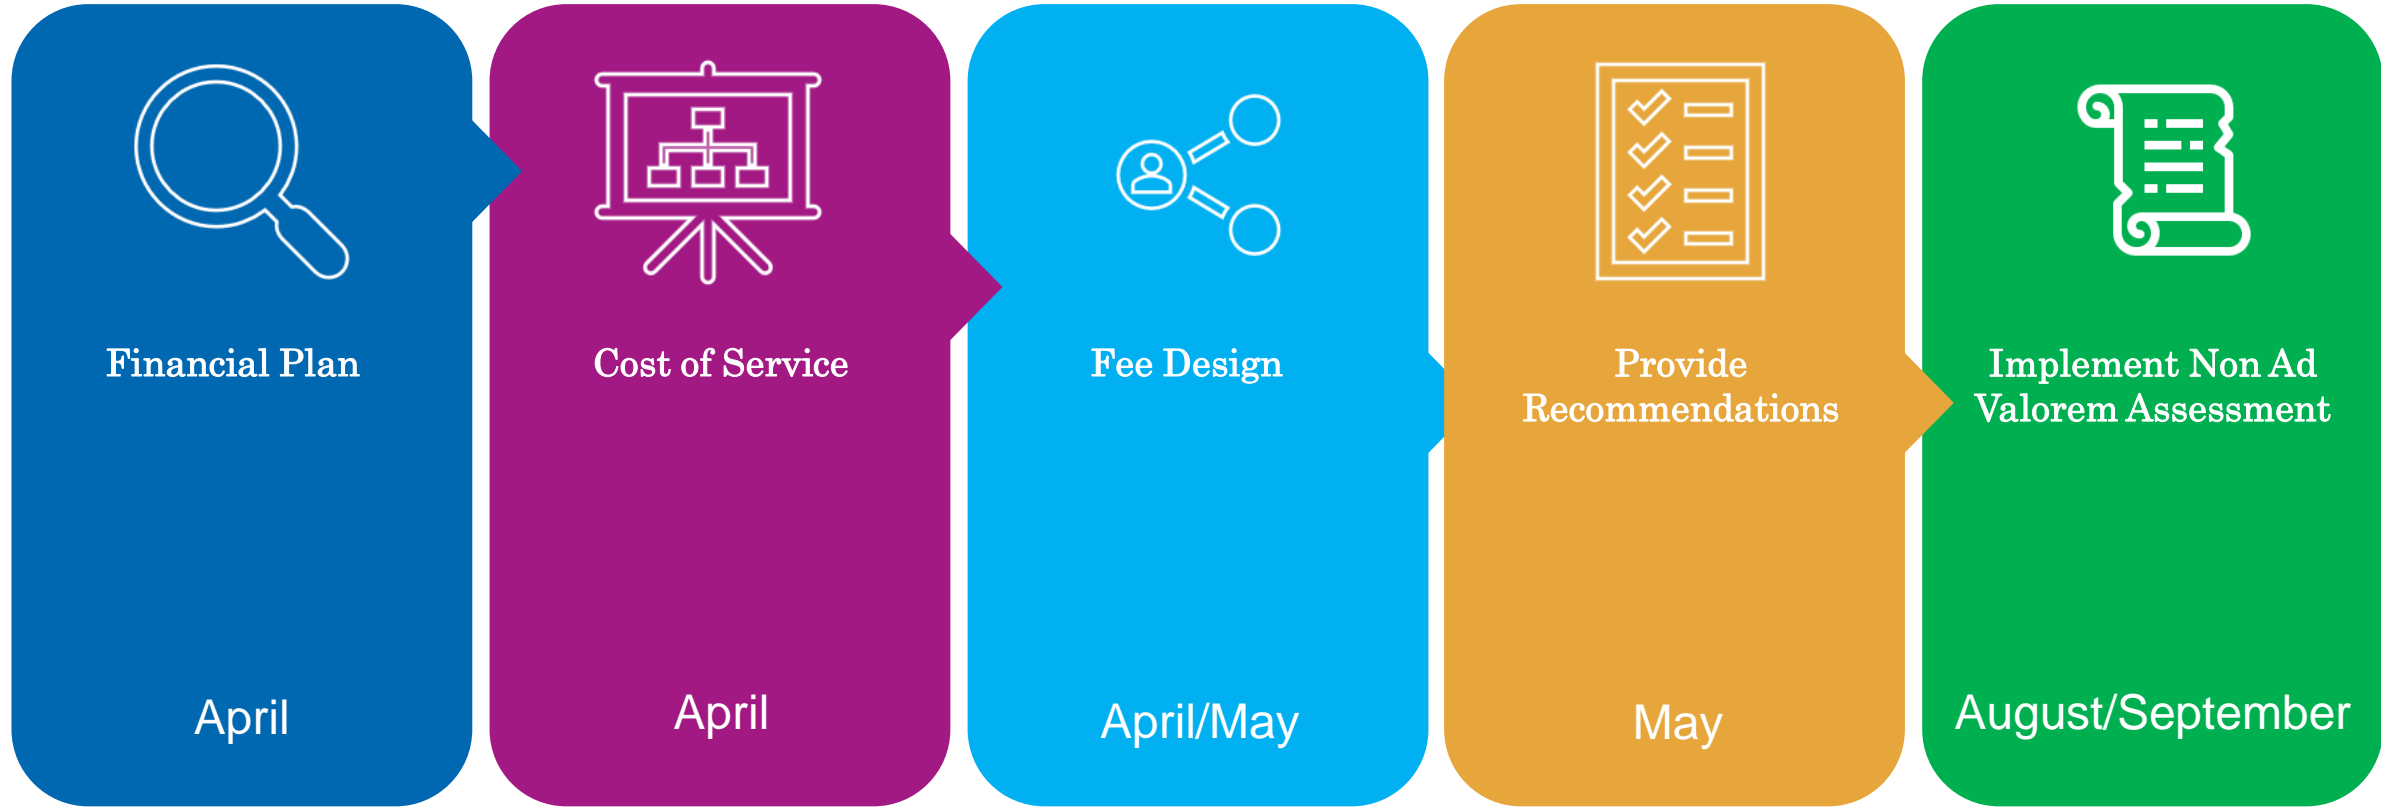 Financial Plan
April
Cost of Service
April
Fee Design
April/May
Provide
Recommendations
May
Implement Non Ad
Valorem Assessment
August/September